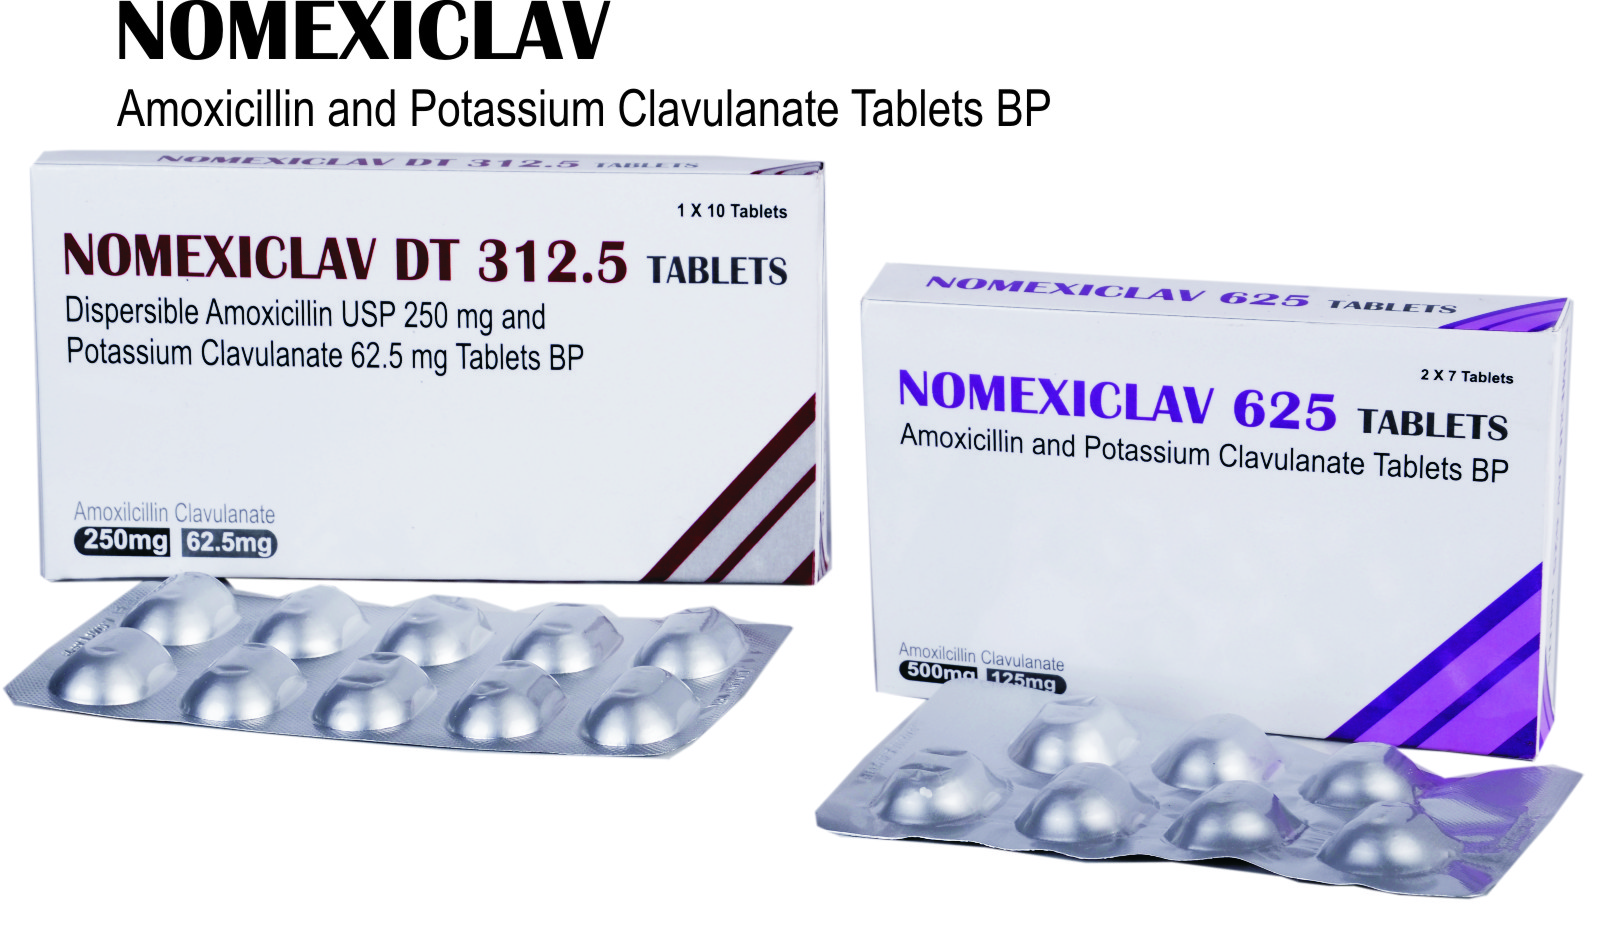 NOMEXICLAV
Amoxicillin and Potassium Clavulanate Tablets BP
NOMEXICLAV DT 312.5 TABLETS
1 X 10 Tablets
NOMEXICLAV DT 312.5 TABLETS
Dispersible Amoxicillin USP 250 mg and
Potassium Clavulanate 62.5 mg Tablets BP
Amoxilcillin Clavulanate
250mg 62.5mg
NOMEXICLAV 625 TABLETS
2 X 7 Tablets
NOMEXICLAV 625 TABLETS
Amoxicillin and Potassium Clavulanate Tablets BP
Amoxilcillin Clavulanate
500mg 125mg